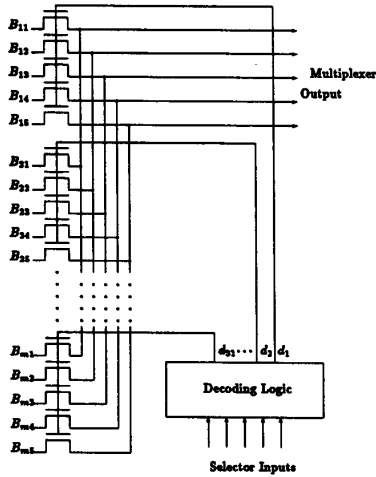 B11
B12
B13
B14
B15
Multiplexer
Output
B21
B22
B23
B24
B25
Bm1
Bm2
Bm3
Bm4
Bm5
d31 ··· d2 d1
Decoding Logic
Selector Inputs